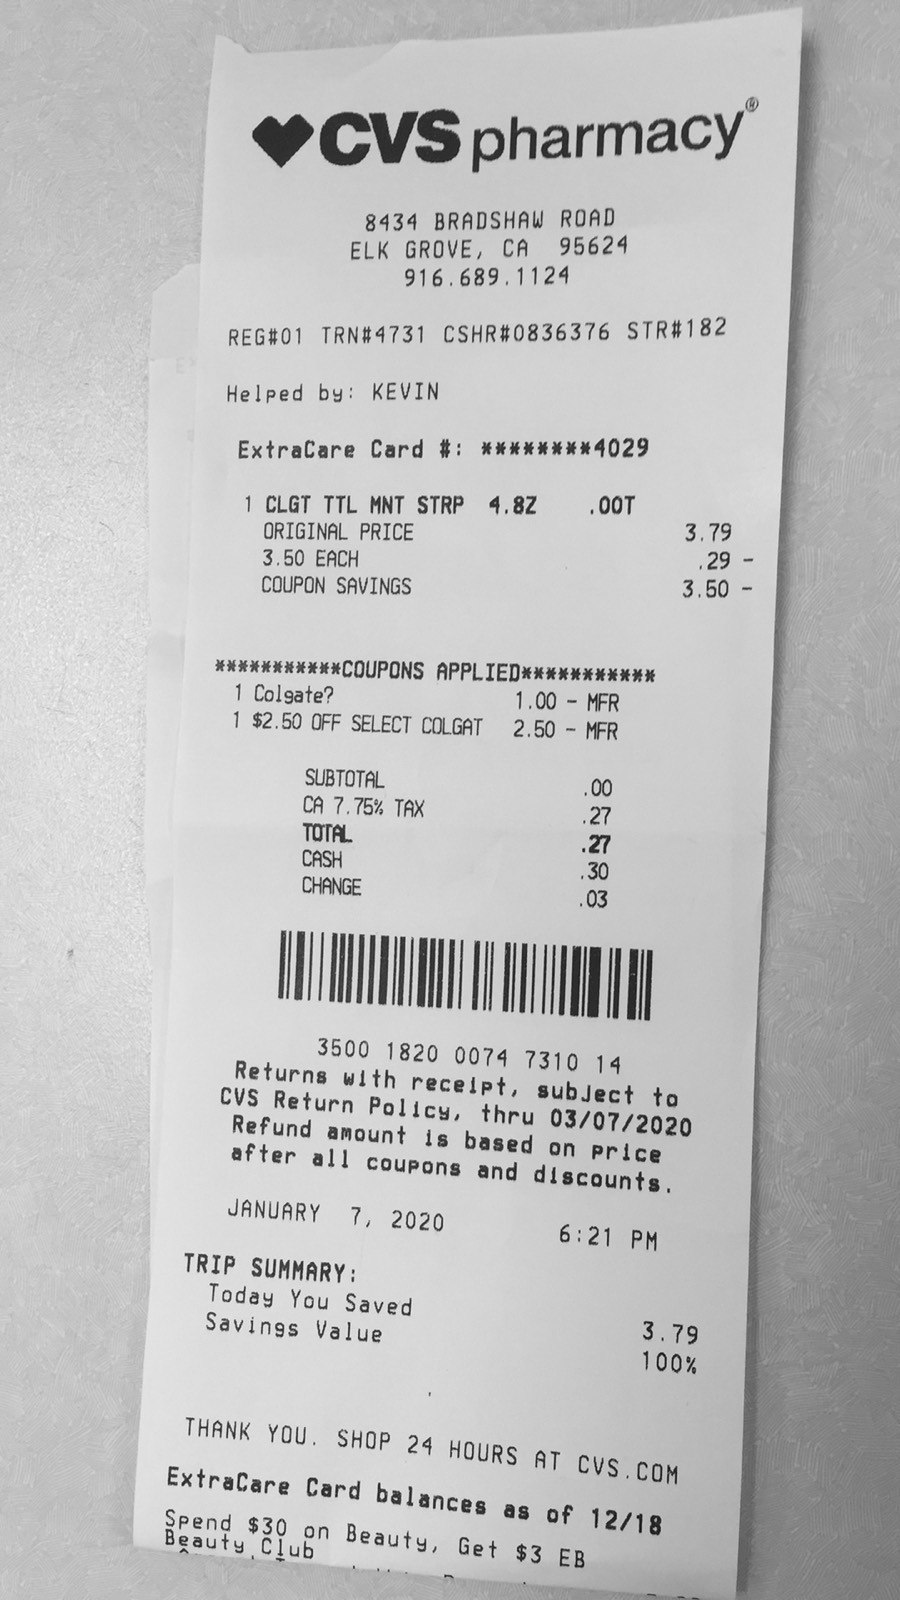 CVS pharmacy®
8434 BRADSHAW ROAD
ELK GROVE, CA 95624
916.689.1124
REG#01 TRN#4731 CSHR#0836376 STR#182
Helped by: KEVIN
ExtraCare Card #: ********4029
1 CLGT TTL MNT STRP 4.8Z .00T
ORIGINAL PRICE 3.79
3.50 EACH .29 -
COUPON SAVINGS 3.50 -
***********COUPONS APPLIED***********
1 Colgate? 1.00 - MFR
1 $2.50 OFF SELECT COLGAT 2.50 - MFR
SUBTOTAL .00
CA 7.75% TAX .27
TOTAL .27
CASH .30
CHANGE .03
3500 1820 0074 7310 14
Returns with receipt, subject to
CVS Return Policy, thru 03/07/2020
Refund amount is based on price
after all coupons and discounts.
JANUARY 7, 2020 6:21 PM
TRIP SUMMARY:
Today You Saved 3.79
Savings Value 100%
THANK YOU. SHOP 24 HOURS AT CVS.COM
ExtraCare Card balances as of 12/18
Spend $30 on Beauty, Get $3 EB
Beauty Club